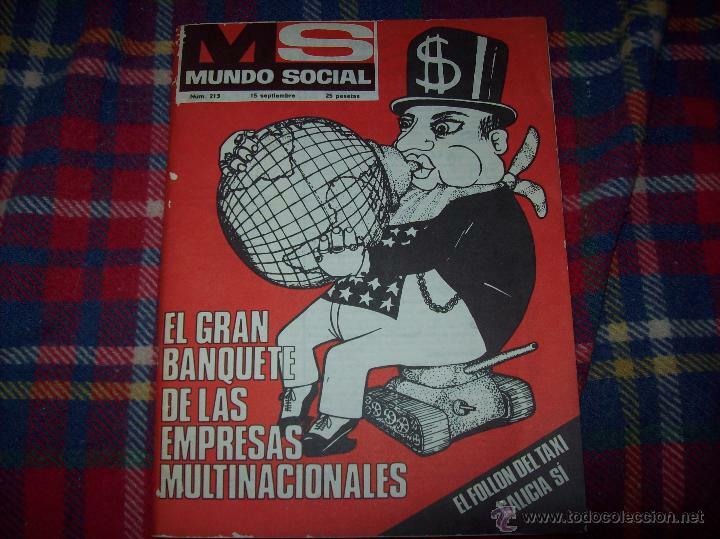 MS
MUNDO SOCIAL
Núm. 213 15 septiembre 25 pesetas
$
EL GRAN
BANQUETE
DE LAS
EMPRESAS
MULTINACIONALES
EL FOLLON DEL TAXI
GALICIA SÍ
© www.todocoleccion.net